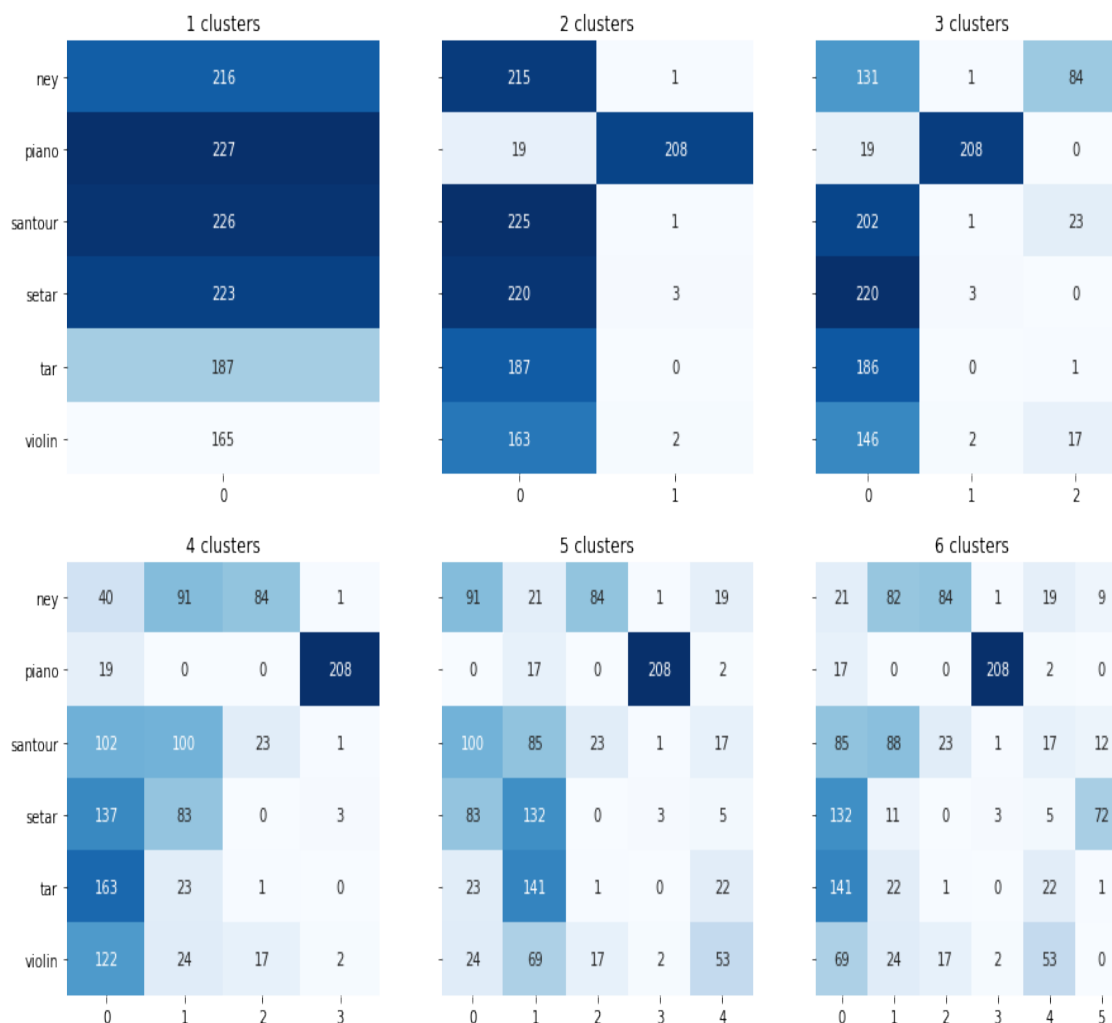 1 clusters 2 clusters 3 clusters
ney 216 215 1 131 1 84
piano 227 19 208 19 208 0
santour 226 225 1 202 1 23
setar 223 220 3 220 3 0
tar 187 187 0 186 0 1
violin 165 163 2 146 2 17
0 0 1 0 1 2
4 clusters 5 clusters 6 clusters
ney 40 91 84 1 91 21 84 1 19 21 82 84 1 19 9
piano 19 0 0 208 0 17 0 208 2 17 0 0 208 2 0
santour 102 100 23 1 100 85 23 1 17 85 88 23 1 17 12
setar 137 83 0 3 83 132 0 3 5 132 11 0 3 5 72
tar 163 23 1 0 23 141 1 0 22 141 22 1 0 22 1
violin 122 24 17 2 24 69 17 2 53 69 24 17 2 53 0
0 1 2 3 0 1 2 3 4 0 1 2 3 4 5